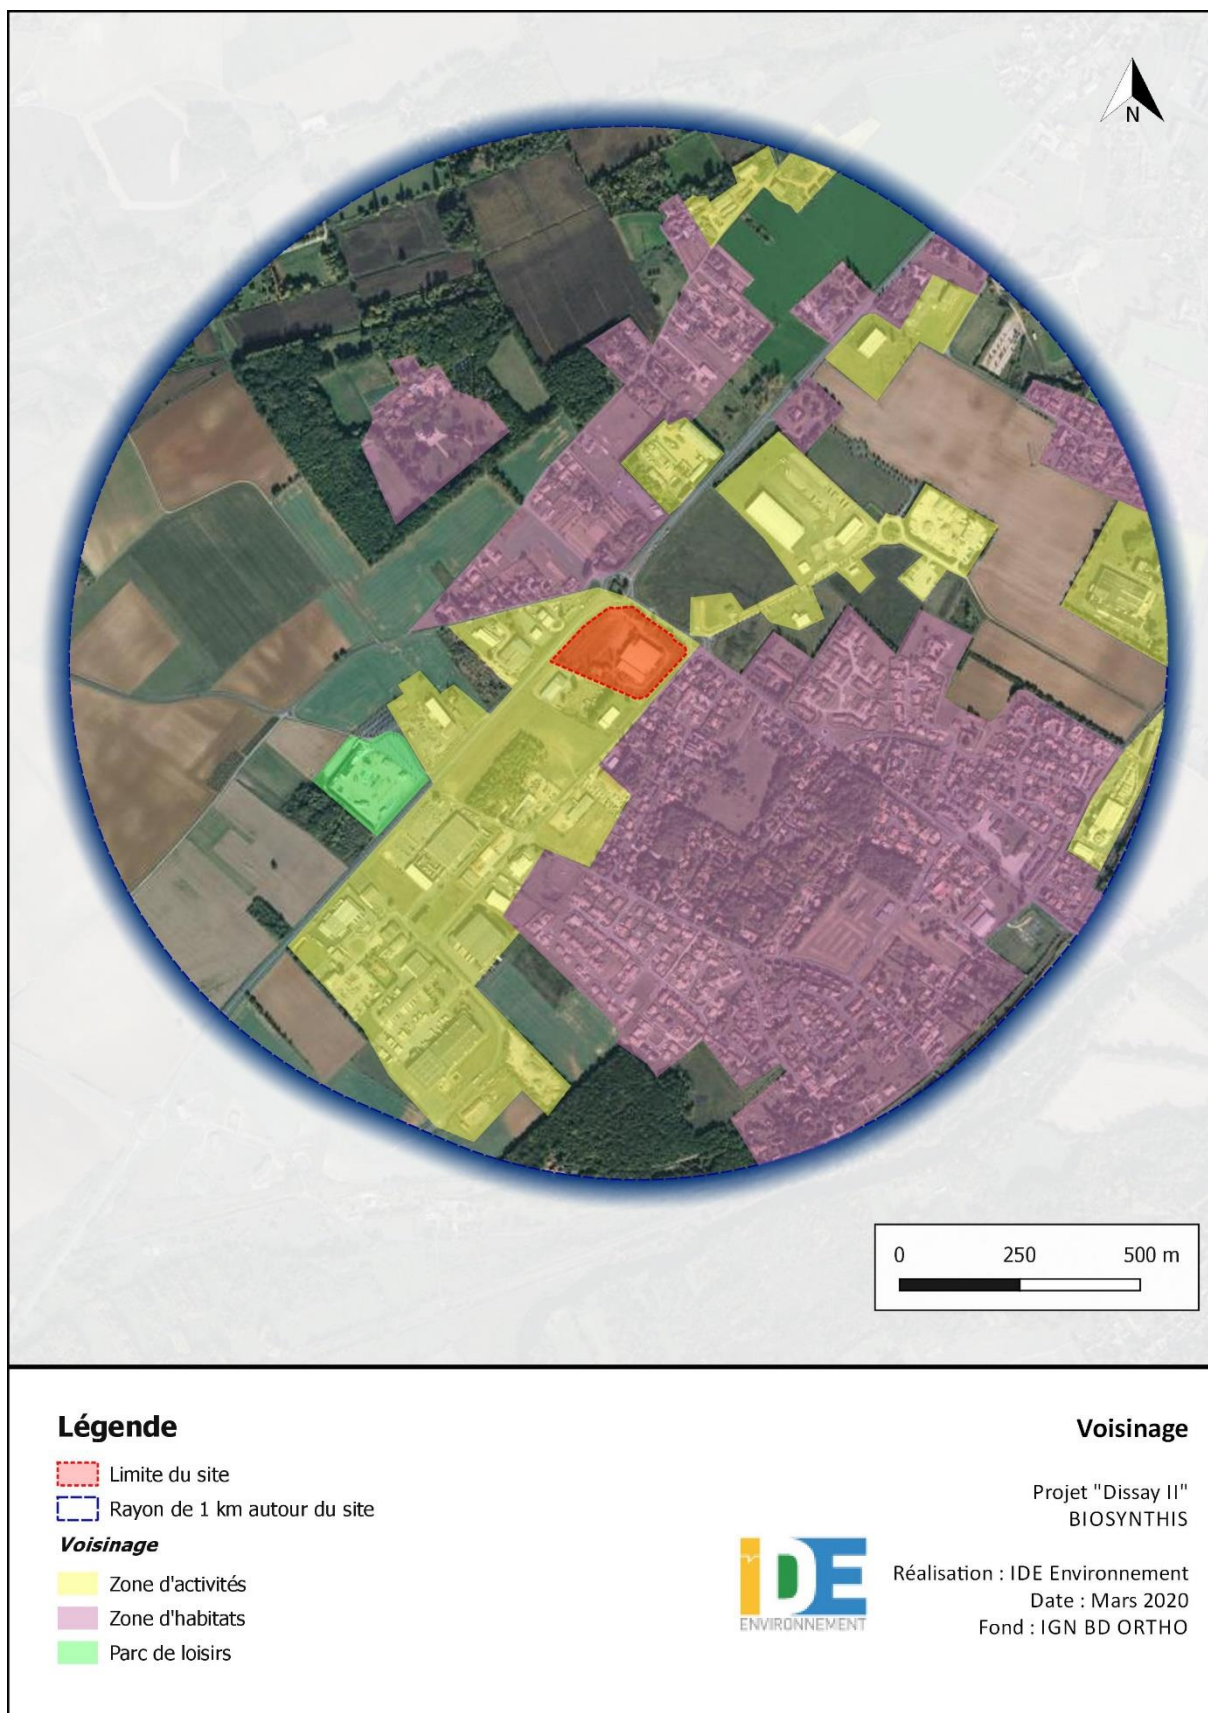 N
0 250 500 m
Légende
Limite du site
Rayon de 1 km autour du site
Voisinage
Zone d'activités
Zone d'habitats
Parc de loisirs
Voisinage
Projet "Dissay II"
BIOSYNTHIS
IDE
ENVIRONNEMENT
Réalisation : IDE Environnement
Date : Mars 2020
Fond : IGN BD ORTHO